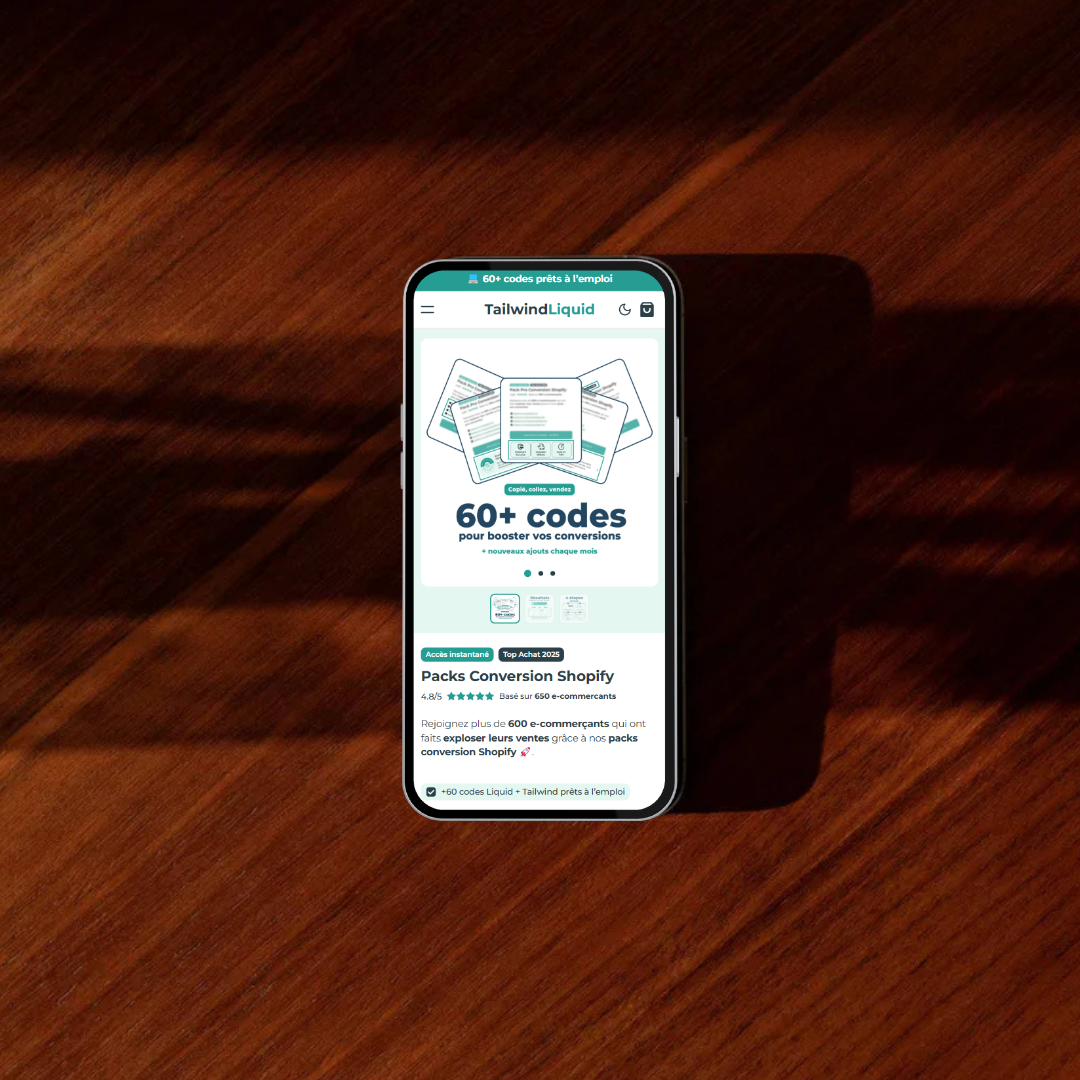 60+ codes prêts à l'emploi
TailwindLiquid
Pack Pro Conversion Shopify
Copié, collez, vendez
60+ codes
pour booster vos conversions
+ nouveaux ajouts chaque mois
Accès instantané Top Achat 2025
Packs Conversion Shopify
4.8/5 Basé sur 650 e-commercants
Rejoignez plus de 600 e-commerçants qui ont
faits exploser leurs ventes grâce à nos packs
conversion Shopify 🚀.
+60 codes Liquid + Tailwind prêts à l'emploi